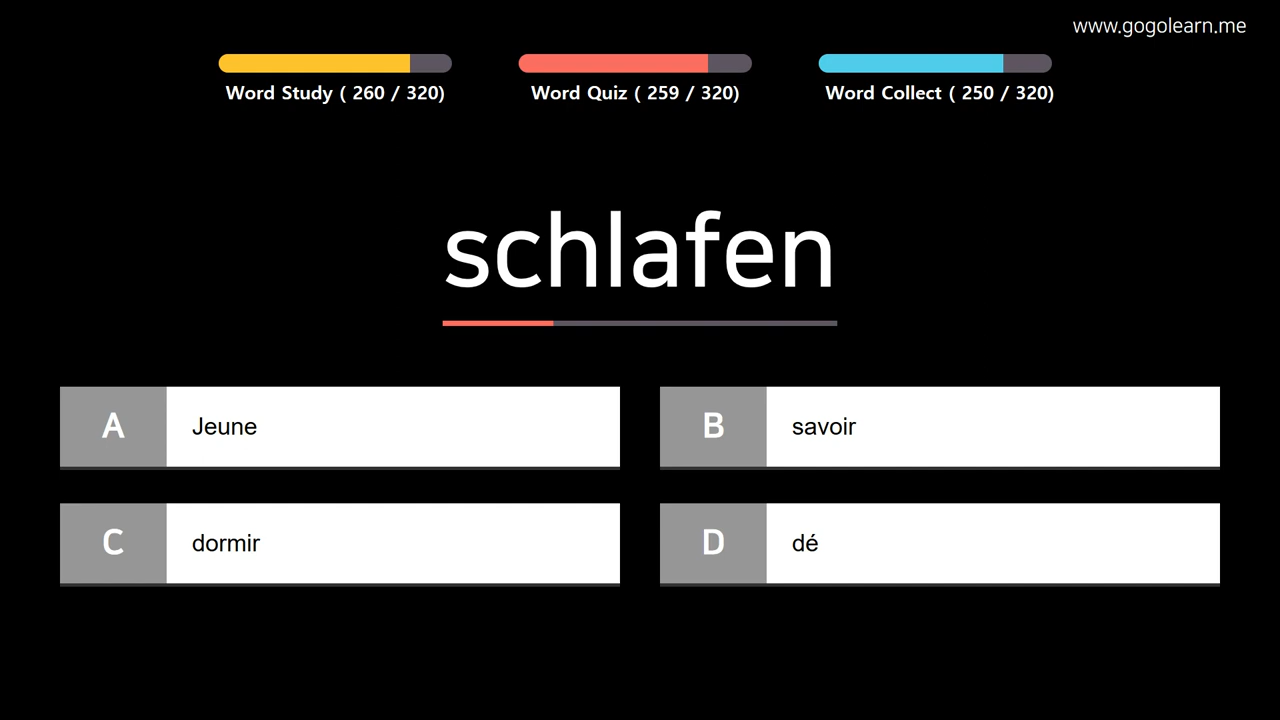 www.gogolearn.me
Word Study ( 260 / 320)
Word Quiz ( 259 / 320)
Word Collect ( 250 / 320)
schlafen
A Jeune
B savoir
C dormir
D dé